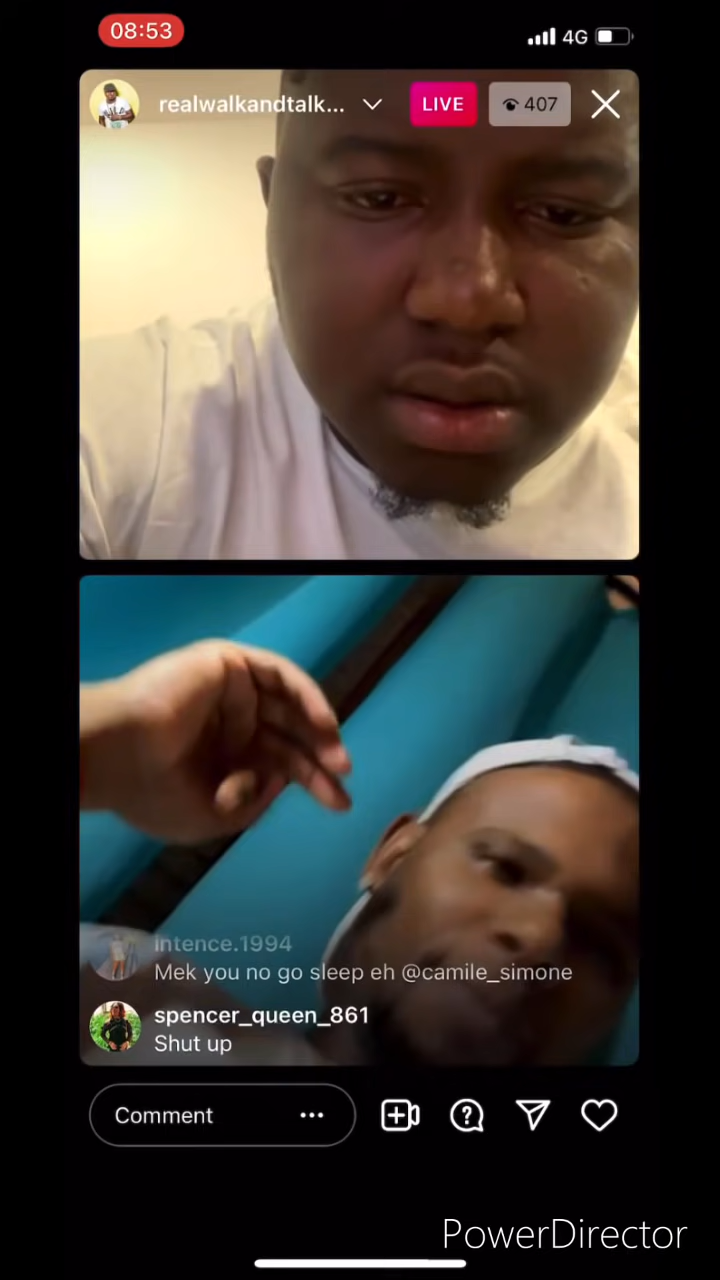 08:53
4G
realwalkandtalk...
LIVE
407
intence.1994
Mek you no go sleep eh @camile_simone
spencer_queen_861
Shut up
Comment
PowerDirector